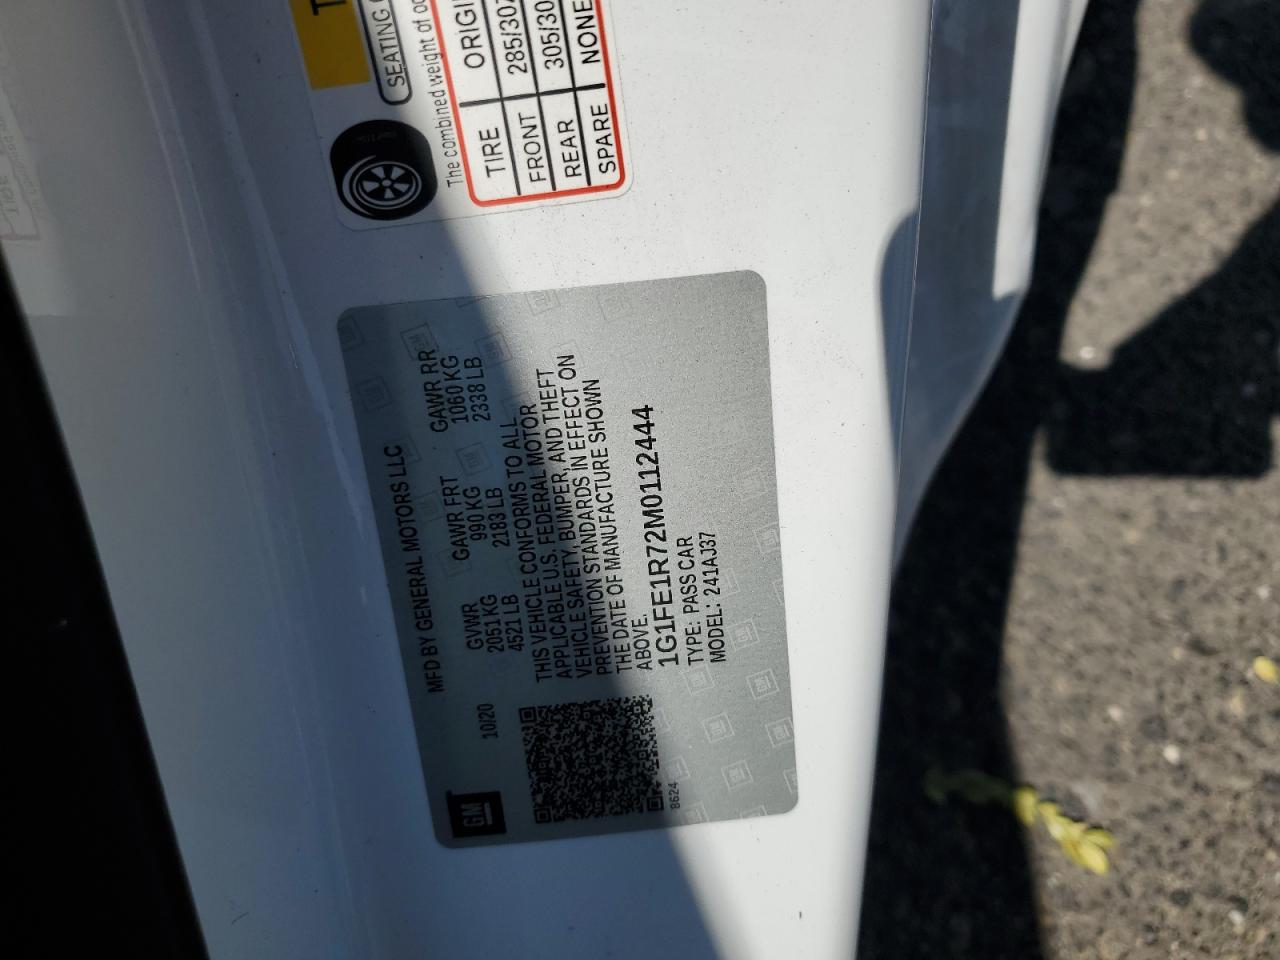 SEATING
The combined weight of
TIRE
FRONT 285/30
REAR 305/30
SPARE NONE
MFD BY GENERAL MOTORS LLC
10/20 GVWR GAWR FRT GAWR RR
2051 KG 990 KG 1060 KG
4521 LB 2183 LB 2338 LB
THIS VEHICLE CONFORMS TO ALL
APPLICABLE U.S. FEDERAL MOTOR
VEHICLE SAFETY, BUMPER, AND THEFT
PREVENTION STANDARDS IN EFFECT ON
THE DATE OF MANUFACTURE SHOWN
ABOVE.
1G1FE1R72M0112444
TYPE: PASS CAR
MODEL: 241AJ37
8624
GM